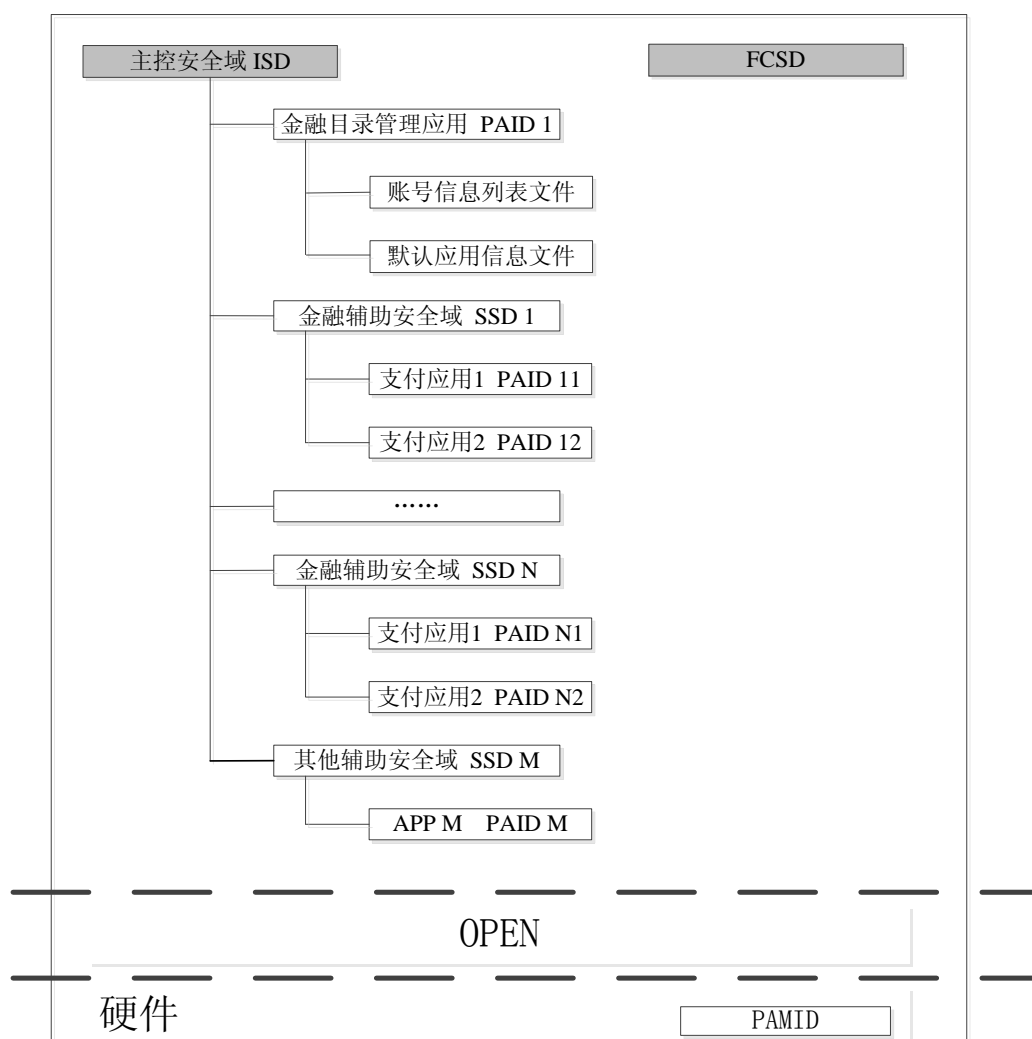 主控安全域 ISD
FCSD
金融目录管理应用 PAID 1
账号信息列表文件
默认应用信息文件
金融辅助安全域 SSD 1
支付应用1 PAID 11
支付应用2 PAID 12
……
金融辅助安全域 SSD N
支付应用1 PAID N1
支付应用2 PAID N2
其他辅助安全域 SSD M
APP M PAID M
OPEN
硬件
PAMID